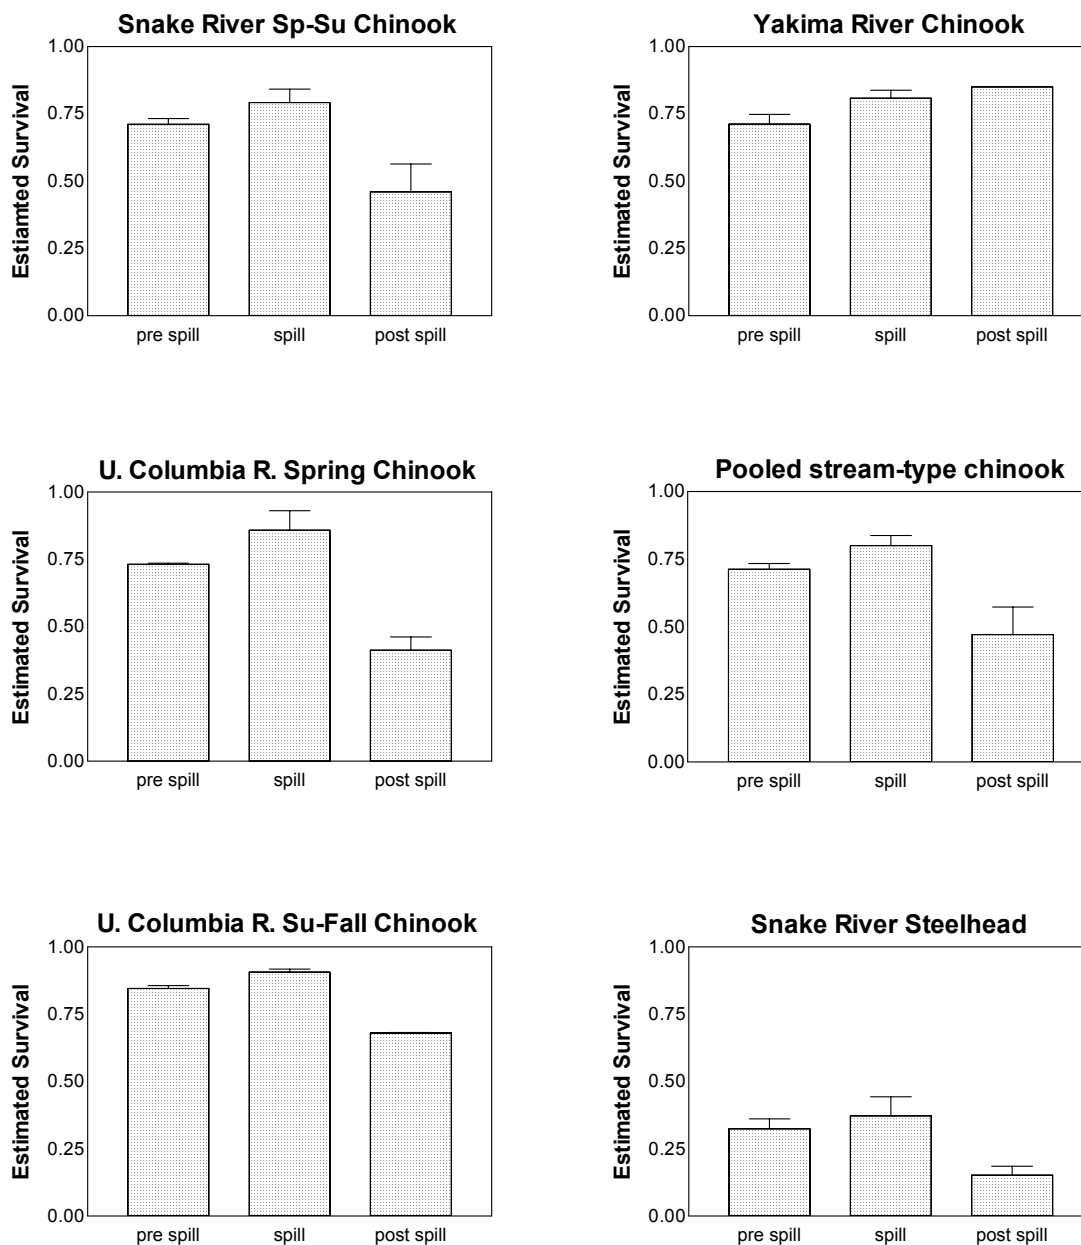 Snake River Sp-Su Chinook
Estiamted Survival
1.00
0.75
0.50
0.25
0.00
pre spill
spill
post spill
Yakima River Chinook
Estimated Survival
1.00
0.75
0.50
0.25
0.00
pre spill
spill
post spill
U. Columbia R. Spring Chinook
Estimated Survival
1.00
0.75
0.50
0.25
0.00
pre spill
spill
post spill
Pooled stream-type chinook
Estimated Survival
1.00
0.75
0.50
0.25
0.00
pre spill
spill
post spill
U. Columbia R. Su-Fall Chinook
Estimated Survival
1.00
0.75
0.50
0.25
0.00
pre spill
spill
post spill
Snake River Steelhead
Estimated Survival
1.00
0.75
0.50
0.25
0.00
pre spill
spill
post spill